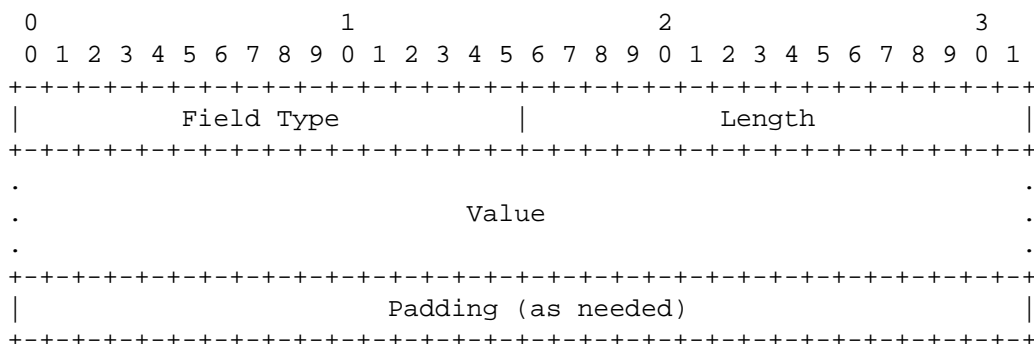 0                   1                   2                   3
 0 1 2 3 4 5 6 7 8 9 0 1 2 3 4 5 6 7 8 9 0 1 2 3 4 5 6 7 8 9 0 1
+-+-+-+-+-+-+-+-+-+-+-+-+-+-+-+-+-+-+-+-+-+-+-+-+-+-+-+-+-+-+-+-+
|          Field Type           |            Length             |
+-+-+-+-+-+-+-+-+-+-+-+-+-+-+-+-+-+-+-+-+-+-+-+-+-+-+-+-+-+-+-+-+
.                                                               .
.                            Value                              .
.                                                               .
+-+-+-+-+-+-+-+-+-+-+-+-+-+-+-+-+-+-+-+-+-+-+-+-+-+-+-+-+-+-+-+-+
|                       Padding (as needed)                     |
+-+-+-+-+-+-+-+-+-+-+-+-+-+-+-+-+-+-+-+-+-+-+-+-+-+-+-+-+-+-+-+-+